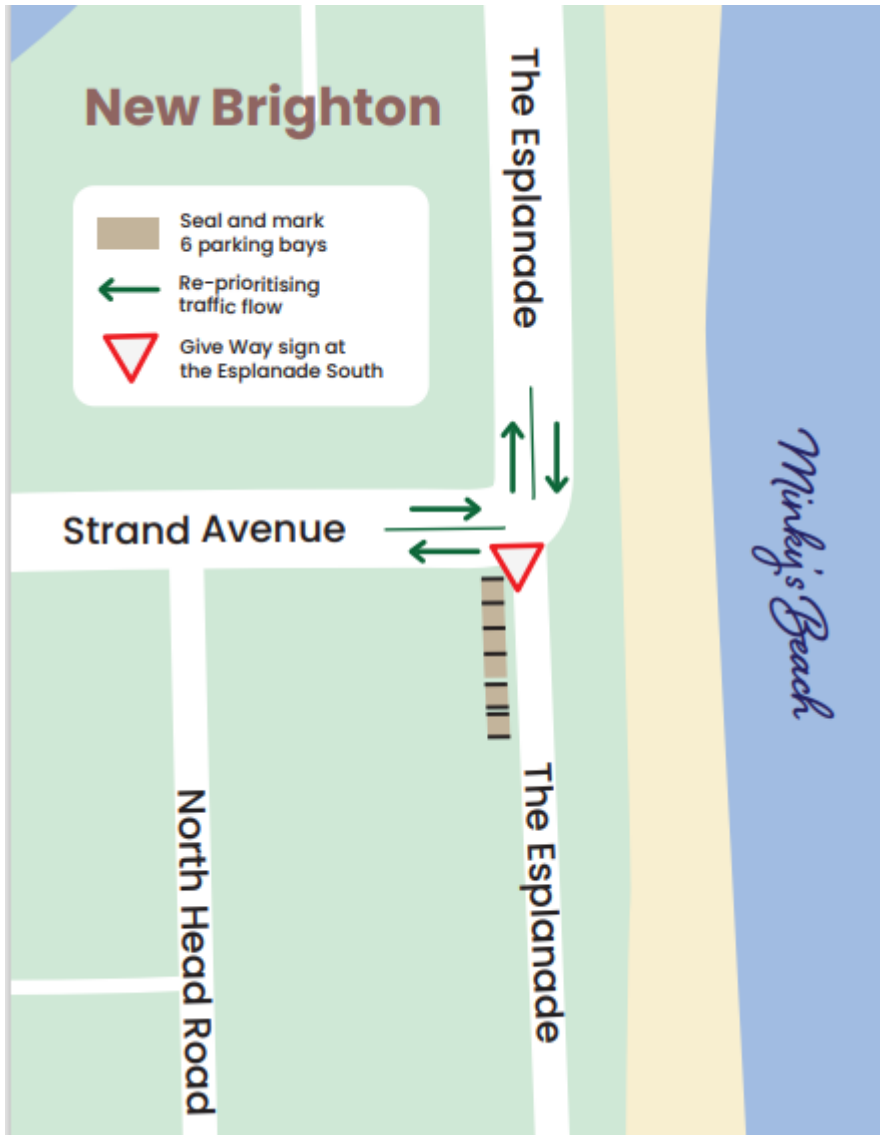 New Brighton
The Esplanade
Seal and mark
6 parking bays
Re-prioritising
traffic flow
Give Way sign at
the Esplanade South
Strand Avenue
Minky's Beach
North Head Road
The Esplanade